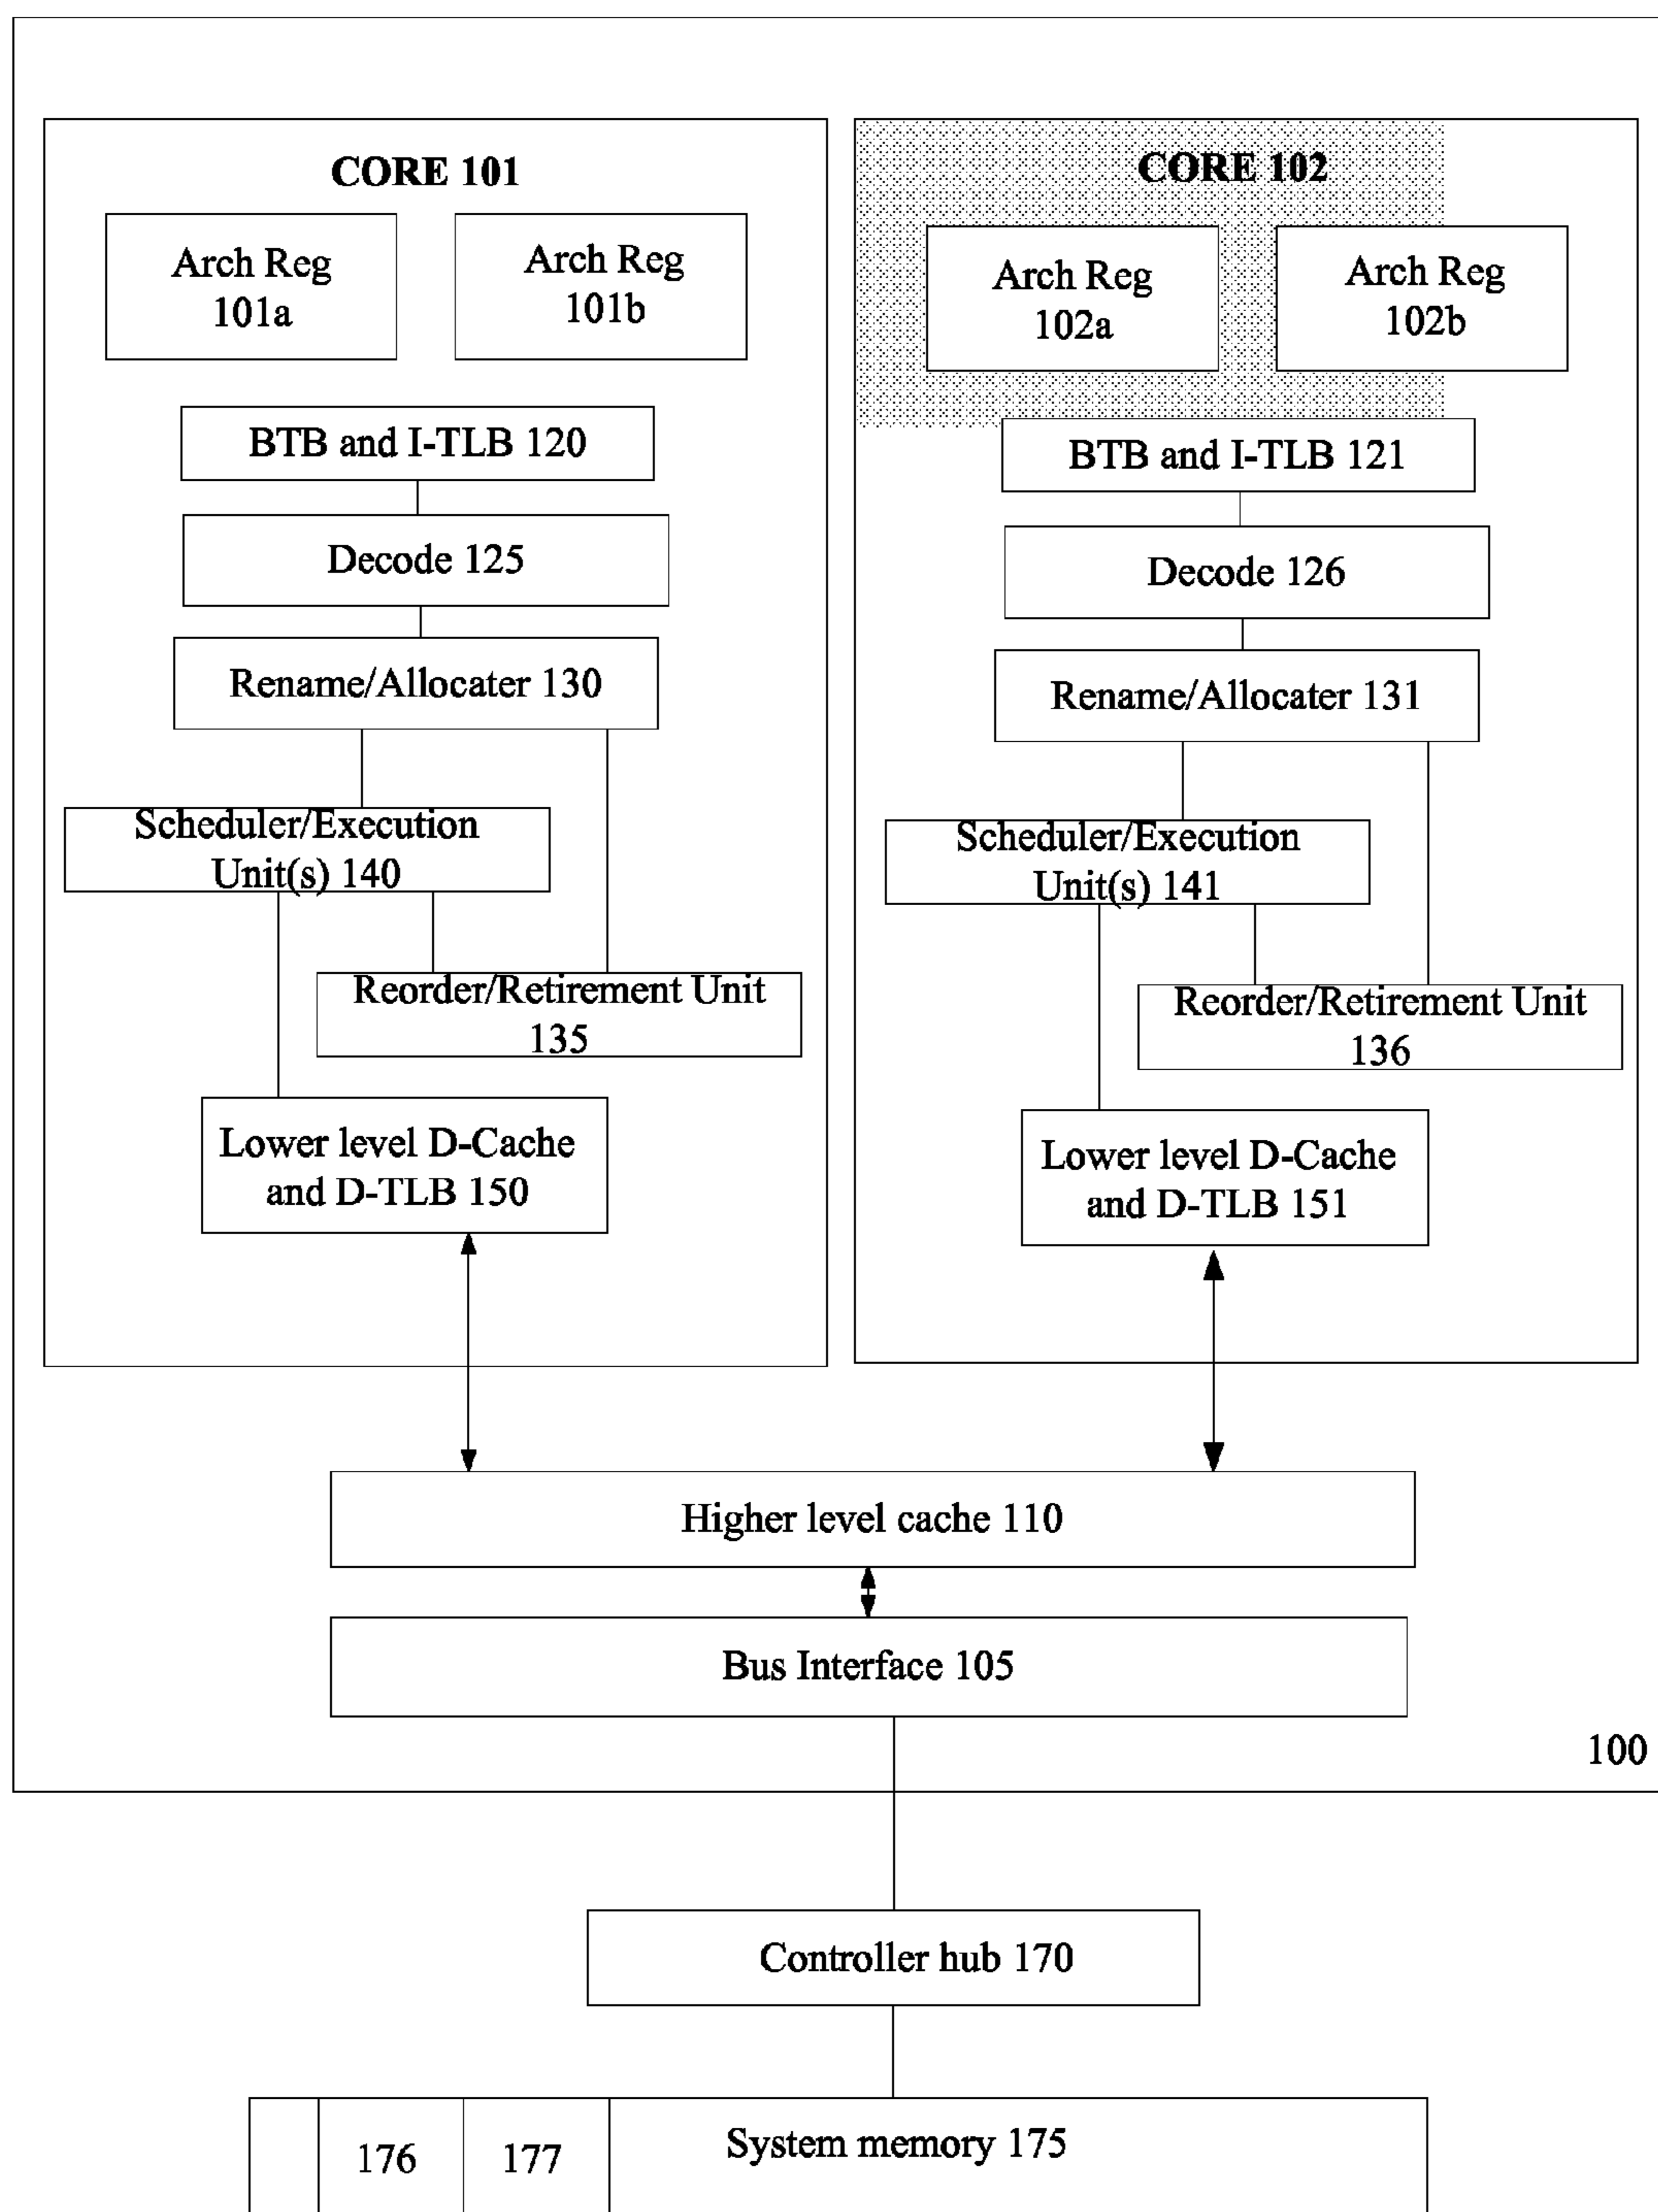 CORE 101
Arch Reg
101a
Arch Reg
101b
BTB and I-TLB 120
Decode 125
Rename/Allocater 130
Scheduler/Execution
Unit(s) 140
Reorder/Retirement Unit
135
Lower level D-Cache
and D-TLB 150
CORE 102
Arch Reg
102a
Arch Reg
102b
BTB and I-TLB 121
Decode 126
Rename/Allocater 131
Scheduler/Execution
Unit(s) 141
Reorder/Retirement Unit
136
Lower level D-Cache
and D-TLB 151
Higher level cache 110
Bus Interface 105
100
Controller hub 170
176
177
System memory 175